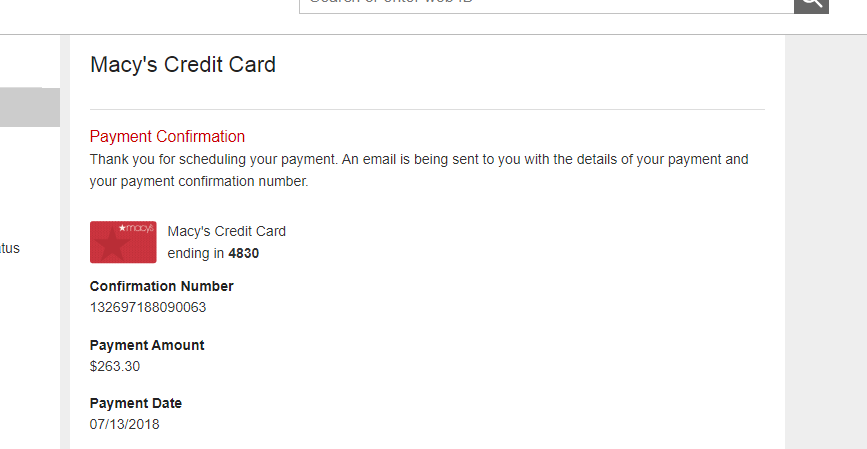 Macy's Credit Card
Payment Confirmation
Thank you for scheduling your payment. An email is being sent to you with the details of your payment and
your payment confirmation number.
macys
Macy's Credit Card
ending in 4830
tus
Confirmation Number
132697188090063
Payment Amount
$263.30
Payment Date
07/13/2018